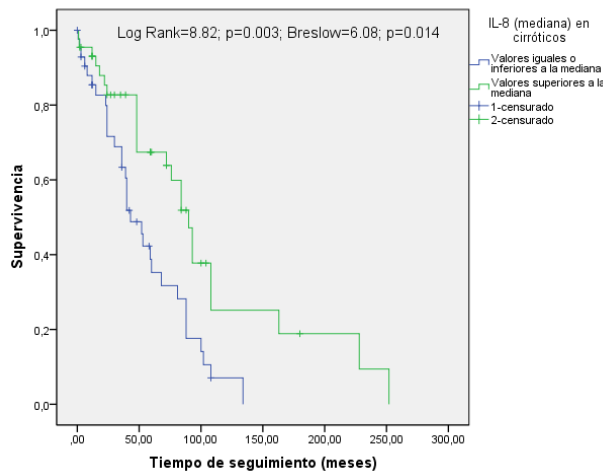 Log Rank=8.82; p=0.003; Breslow=6.08; p=0.014
IL-8 (mediana) en
cirróticos
Valores iguales o
inferiores a la mediana
Valores superiores a la
mediana
1-censurado
2-censurado
Supervivencia
1,0
0,8
0,6
0,4
0,2
0,0
,00 50,00 100,00 150,00 200,00 250,00 300,00
Tiempo de seguimiento (meses)